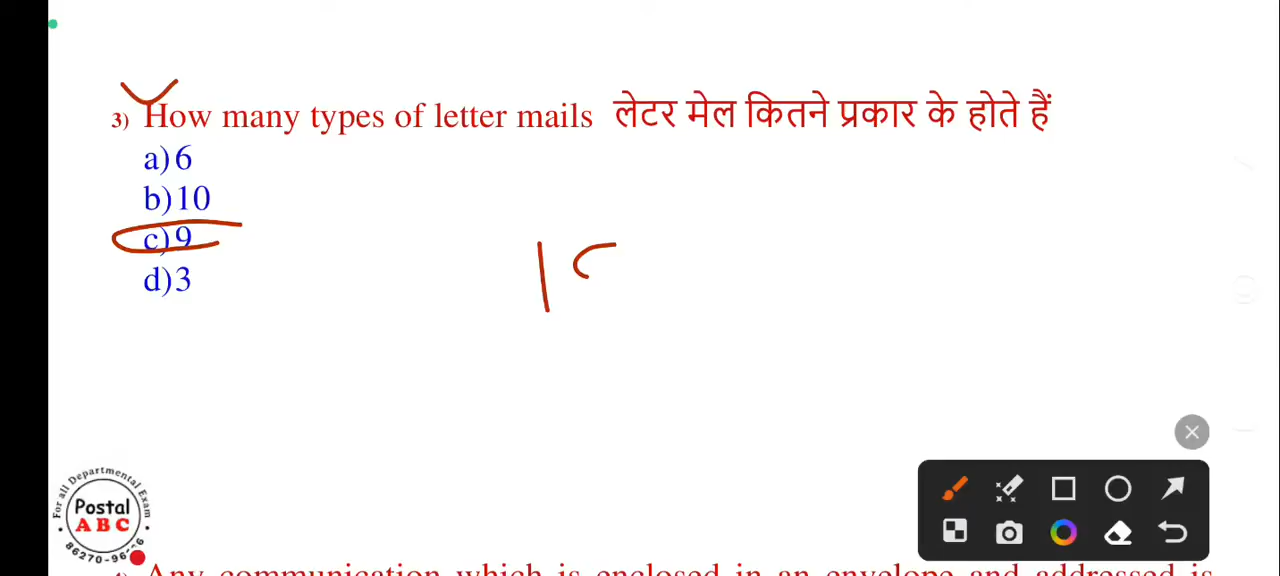 3) How many types of letter mails लेटर मेल कितने प्रकार के होते हैं
a)6
b)10
c)9
d)3
For all Departmental Exam
Postal
ABC
Any communication which is enclosed in an envelope and addressed is